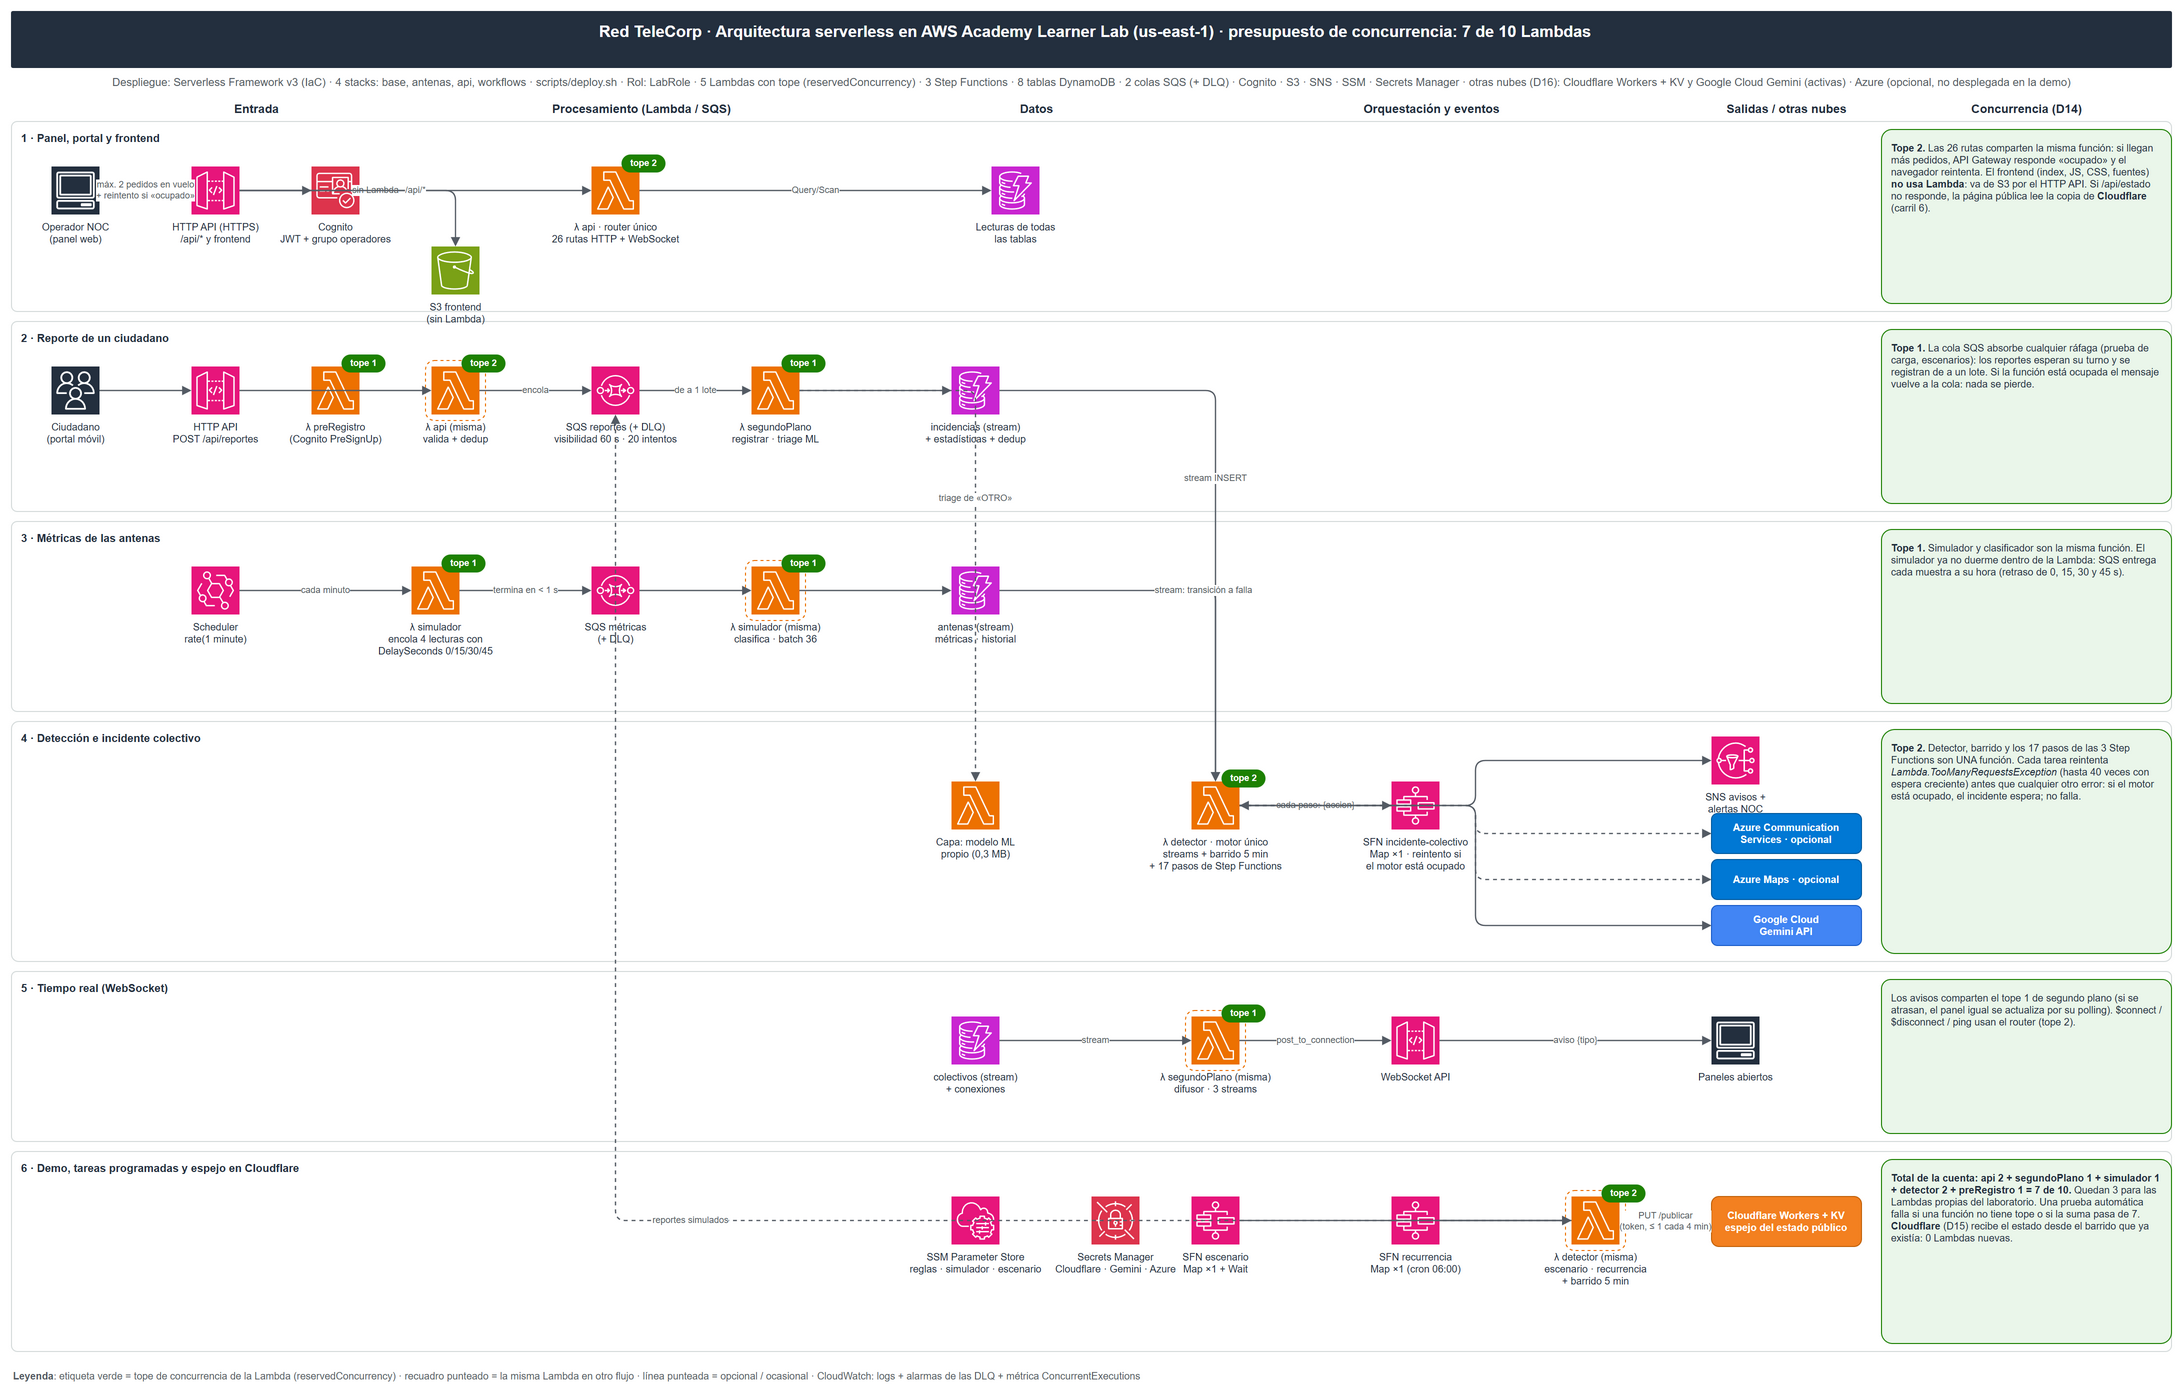 Red TeleCorp · Arquitectura serverless en AWS Academy Learner Lab (us-east-1) · presupuesto de concurrencia: 7 de 10 Lambdas
Despliegue: Serverless Framework v3 (IaC) · 4 stacks: base, antenas, api, workflows · scripts/deploy.sh · Rol: LabRole · 5 Lambdas con tope (reservedConcurrency) · 3 Step Functions · 8 tablas DynamoDB · 2 colas SQS (+ DLQ) · Cognito · S3 · SNS · SSM · Secrets Manager · otras nubes (D16): Cloudflare Workers + KV y Google Cloud Gemini (activas) · Azure (opcional, no desplegada en la demo)
Entrada
Procesamiento (Lambda / SQS)
Datos
Orquestación y eventos
Salidas / otras nubes
Concurrencia (D14)
1 · Panel, portal y frontend
máx. 2 pedidos en vuelo
+ reintento si «ocupado»
sin Lambda
/api/*
tope 2
Query/Scan
Operador NOC
(panel web)
HTTP API (HTTPS)
/api/* y frontend
Cognito
JWT + grupo operadores
λ api · router único
26 rutas HTTP + WebSocket
Lecturas de todas
las tablas
S3 frontend
(sin Lambda)
Tope 2. Las 26 rutas comparten la misma función: si llegan
más pedidos, API Gateway responde «ocupado» y el
navegador reintenta. El frontend (index, JS, CSS, fuentes)
no usa Lambda: va de S3 por el HTTP API. Si /api/estado
no responde, la página pública lee la copia de Cloudflare
(carril 6).
2 · Reporte de un ciudadano
tope 1
tope 2
tope 1
encola
de a 1 lote
Ciudadano
(portal móvil)
HTTP API
POST /api/reportes
λ preRegistro
(Cognito PreSignUp)
λ api (misma)
valida + dedup
SQS reportes (+ DLQ)
visibilidad 60 s · 20 intentos
λ segundoPlano
registrar · triage ML
incidencias (stream)
+ estadísticas + dedup
stream INSERT
triage de «OTRO»
Tope 1. La cola SQS absorbe cualquier ráfaga (prueba de
carga, escenarios): los reportes esperan su turno y se
registran de a un lote. Si la función está ocupada el mensaje
vuelve a la cola: nada se pierde.
3 · Métricas de las antenas
tope 1
tope 1
cada minuto
termina en < 1 s
stream: transición a falla
Scheduler
rate(1 minute)
λ simulador
encola 4 lecturas con
DelaySeconds 0/15/30/45
SQS métricas
(+ DLQ)
λ simulador (misma)
clasifica · batch 36
antenas (stream)
métricas · historial
Tope 1. Simulador y clasificador son la misma función. El
simulador ya no duerme dentro de la Lambda: SQS entrega
cada muestra a su hora (retraso de 0, 15, 30 y 45 s).
4 · Detección e incidente colectivo
tope 2
cada paso: {accion}
Capa: modelo ML
propio (0,3 MB)
λ detector · motor único
streams + barrido 5 min
+ 17 pasos de Step Functions
SFN incidente-colectivo
Map ×1 · reintento si
el motor está ocupado
SNS avisos +
alertas NOC
Azure Communication
Services · opcional
Azure Maps · opcional
Google Cloud
Gemini API
Tope 2. Detector, barrido y los 17 pasos de las 3 Step
Functions son UNA función. Cada tarea reintenta
Lambda.TooManyRequestsException (hasta 40 veces con
espera creciente) antes que cualquier otro error: si el motor
está ocupado, el incidente espera; no falla.
5 · Tiempo real (WebSocket)
tope 1
stream
post_to_connection
aviso {tipo}
colectivos (stream)
+ conexiones
λ segundoPlano (misma)
difusor · 3 streams
WebSocket API
Paneles abiertos
Los avisos comparten el tope 1 de segundo plano (si se
atrasan, el panel igual se actualiza por su polling). $connect /
$disconnect / ping usan el router (tope 2).
6 · Demo, tareas programadas y espejo en Cloudflare
tope 2
reportes simulados
PUT /publicar
(token, ≤ 1 cada 4 min)
SSM Parameter Store
reglas · simulador · escenario
Secrets Manager
Cloudflare · Gemini · Azure
SFN escenario
Map ×1 + Wait
SFN recurrencia
Map ×1 (cron 06:00)
λ detector (misma)
escenario · recurrencia
+ barrido 5 min
Cloudflare Workers + KV
espejo del estado público
Total de la cuenta: api 2 + segundoPlano 1 + simulador 1
+ detector 2 + preRegistro 1 = 7 de 10. Quedan 3 para las
Lambdas propias del laboratorio. Una prueba automática
falla si una función no tiene tope o si la suma pasa de 7.
Cloudflare (D15) recibe el estado desde el barrido que ya
existía: 0 Lambdas nuevas.
Leyenda: etiqueta verde = tope de concurrencia de la Lambda (reservedConcurrency) · recuadro punteado = la misma Lambda en otro flujo · línea punteada = opcional / ocasional · CloudWatch: logs + alarmas de las DLQ + métrica ConcurrentExecutions